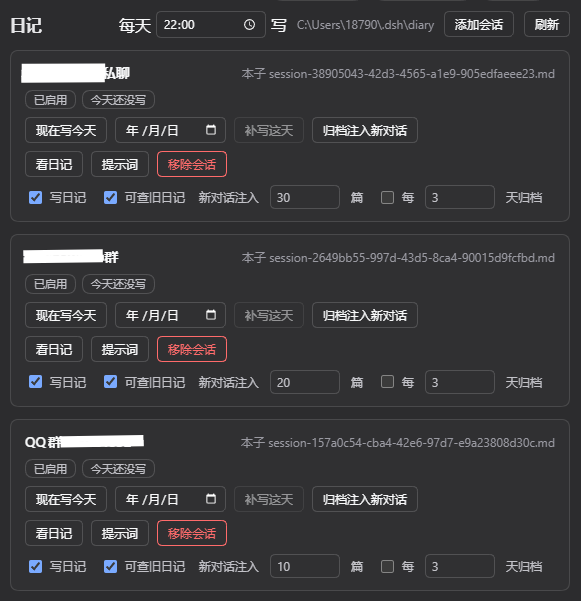 日记 每天 22:00 写 C:\Users\18790\.dsh\diary 添加会话 刷新
私聊 本子 session-38905043-42d3-4565-a1e9-905edfaeee23.md
已启用 今天还没写
现在写今天 年/月/日 补写这天 归档注入新对话
看日记 提示词 移除会话
写日记 可查旧日记 新对话注入 30 篇 每 3 天归档
群 本子 session-2649bb55-997d-43d5-8ca4-90015d9fcfbd.md
已启用 今天还没写
现在写今天 年/月/日 补写这天 归档注入新对话
看日记 提示词 移除会话
写日记 可查旧日记 新对话注入 20 篇 每 3 天归档
QQ群 本子 session-157a0c54-cba4-42e6-97d7-e9a23808d30c.md
已启用 今天还没写
现在写今天 年/月/日 补写这天 归档注入新对话
看日记 提示词 移除会话
写日记 可查旧日记 新对话注入 10 篇 每 3 天归档